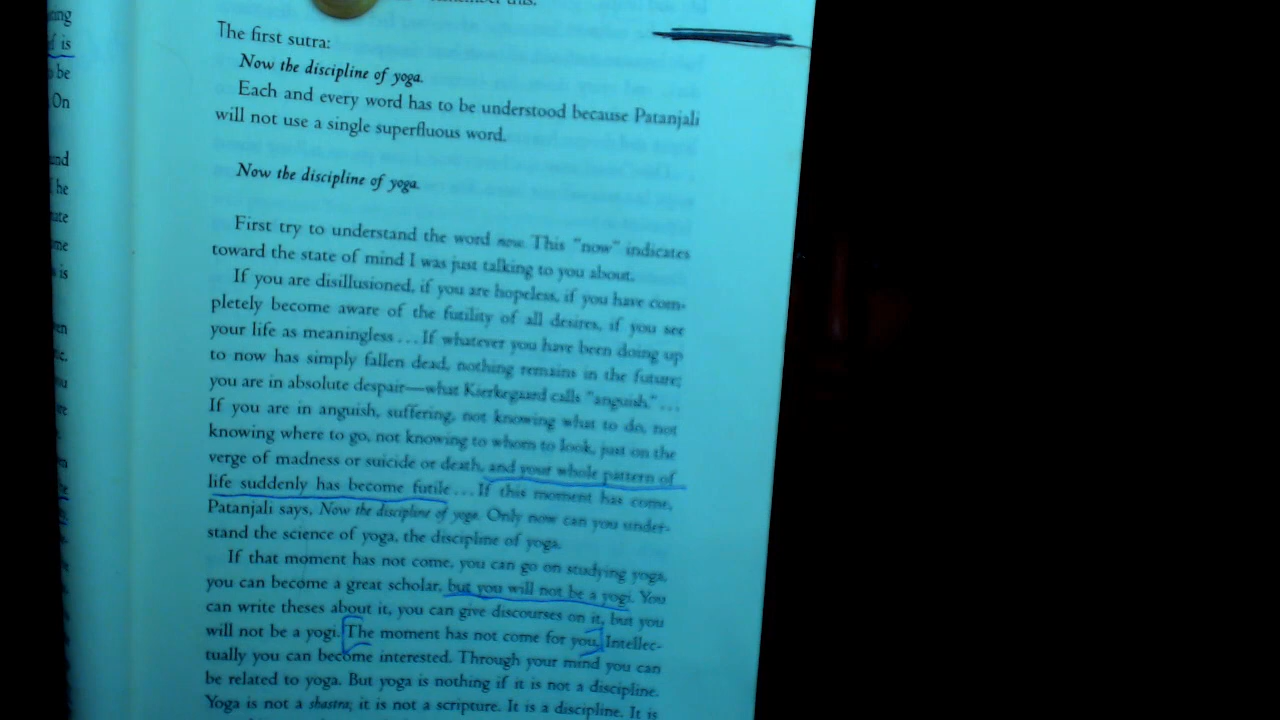 ing
f is
be
On
and
he
ate
me
is
en
The first sutra:
Now the discipline of yoga.
Each and every word has to be understood because Patanjali
will not use a single superfluous word.
Now the discipline of yoga.
First try to understand the word now. This "now" indicates
toward the state of mind I was just talking to you about.
If you are disillusioned, if you are hopeless, if you have com-
pletely become aware of the futility of all desires, if you see
your life as meaningless . . . If whatever you have been doing up
to now has simply fallen dead, nothing remains in the future;
you are in absolute despair—what Kierkegaard calls "anguish." . . .
If you are in anguish, suffering, not knowing what to do, not
knowing where to go, not knowing to whom to look, just on the
verge of madness or suicide or death, and your whole pattern of
life suddenly has become futile . . . If this moment has come,
Patanjali says, Now the discipline of yoga. Only now can you under-
stand the science of yoga, the discipline of yoga.
If that moment has not come, you can go on studying yoga,
you can become a great scholar, but you will not be a yogi. You
can write theses about it, you can give discourses on it, but you
will not be a yogi. The moment has not come for you. Intellec-
tually you can become interested. Through your mind you can
be related to yoga. But yoga is nothing if it is not a discipline.
Yoga is not a shastra; it is not a scripture. It is a discipline. It is